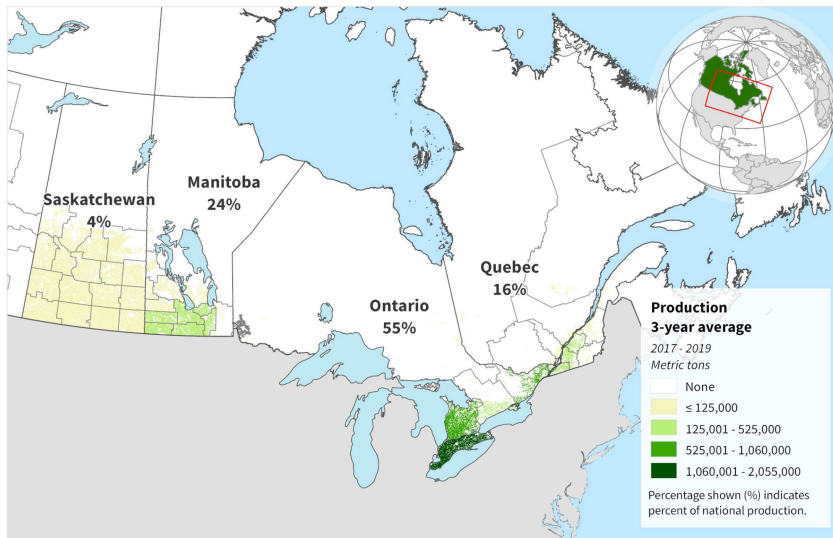 Saskatchewan
4%
Manitoba
24%
Ontario
55%
Quebec
16%
Production
3-year average
2017 - 2019
Metric tons
None
≤ 125,000
125,001 - 525,000
525,001 - 1,060,000
1,060,001 - 2,055,000
Percentage shown (%) indicates
percent of national production.